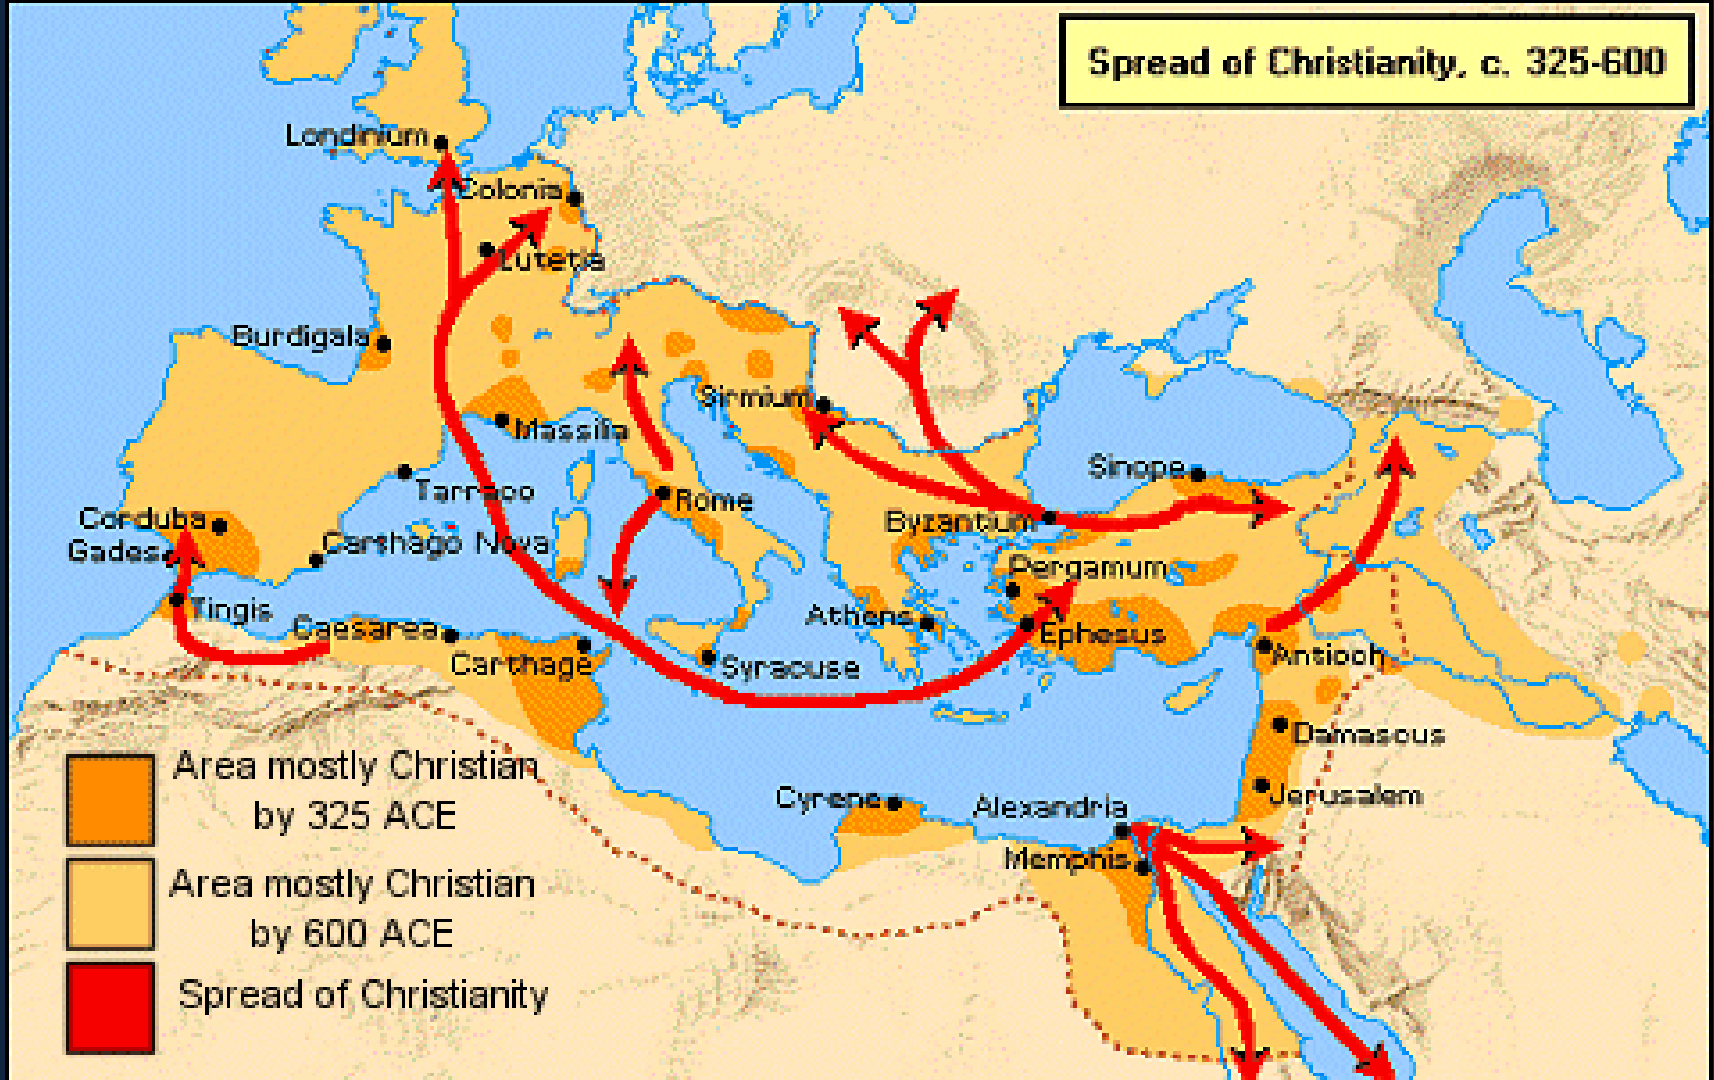 Spread of Christianity, c. 325-600
Londinium
Colonia
Lutetia
Burdigala
Sirmium
Massilia
Tarraco
Sinope
Rome
Corduba
Byzantium
Gades
Carshago Nova
Pergamum
Tingis
Athens
Caesarea
Ephesus
Carthage
Syracuse
Antioch
Damascus
Cyrene
Alexandria
Jerusalem
Memphis
Area mostly Christian
by 325 ACE
Area mostly Christian
by 600 ACE
Spread of Christianity